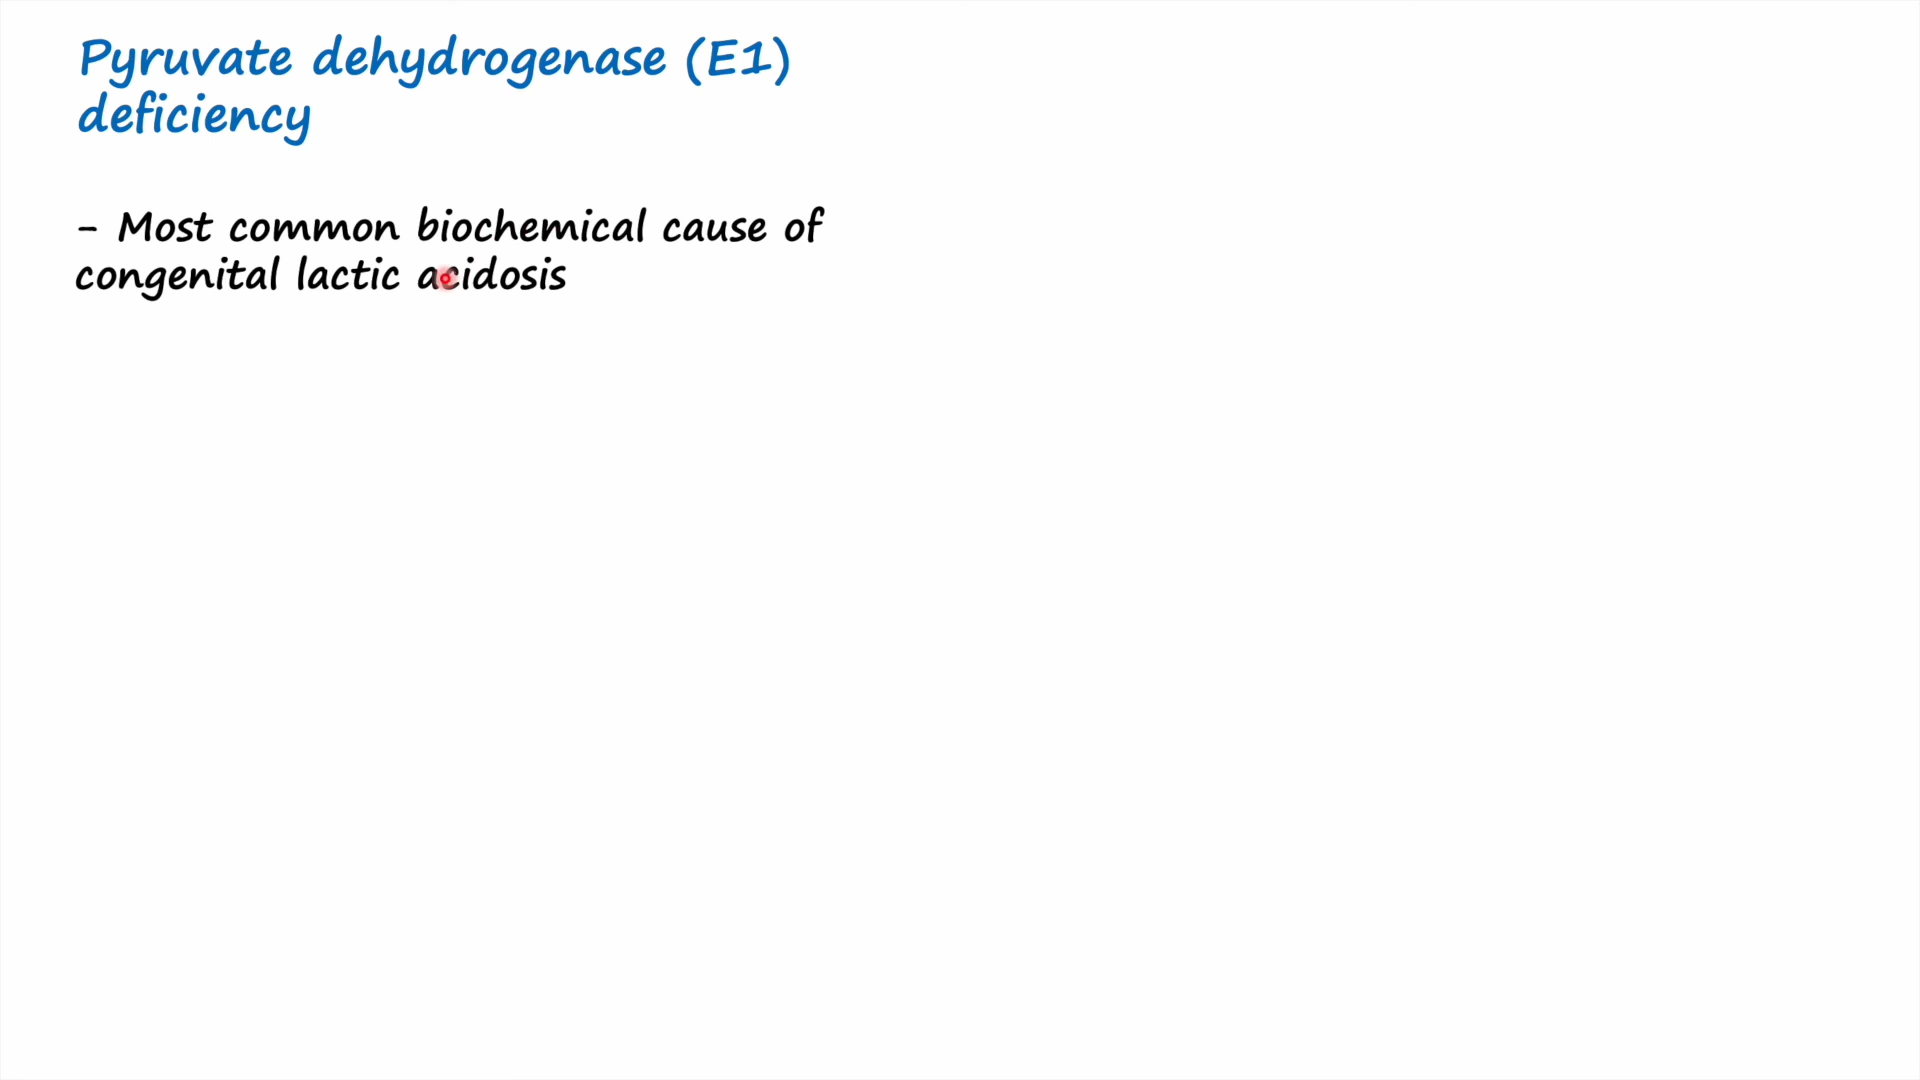 Pyruvate dehydrogenase (E1)
deficiency
- Most common biochemical cause of
congenital lactic acidosis